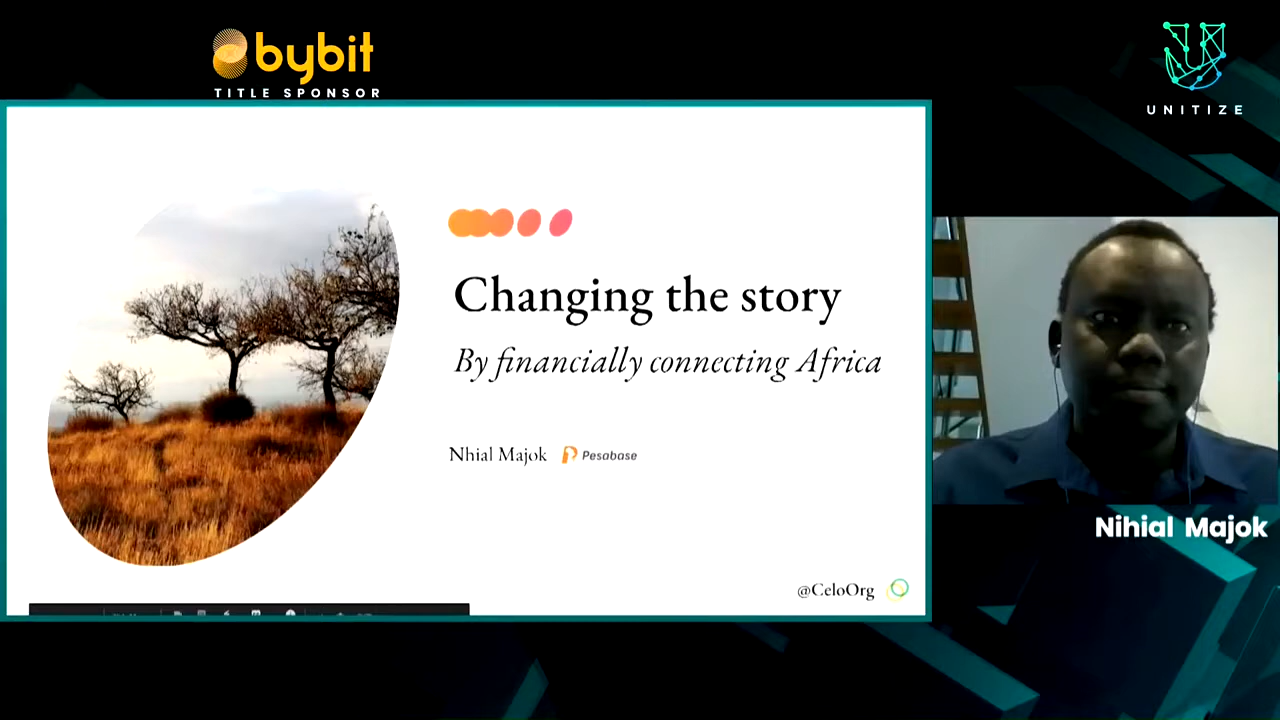 bybit
TITLE SPONSOR
UNITIZE
Changing the story
By financially connecting Africa
Nhial Majok
Pesabase
Nihial Majok
@CeloOrg